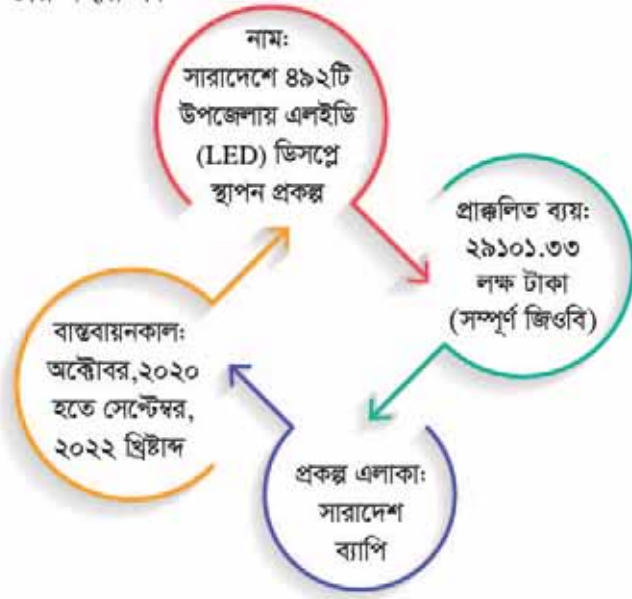 নাম:
সারাদেশে ৪৯২টি
উপজেলায় এলইডি
(LED) ডিসপ্লে
স্থাপন প্রকল্প
প্রাক্কলিত ব্যয়:
২৯১০১.৩৩
লক্ষ টাকা
(সম্পূর্ণ জিওবি)
প্রকল্প এলাকা:
সারাদেশ
ব্যাপি
বাস্তবায়নকাল:
অক্টোবর,২০২০
হতে সেপ্টেম্বর,
২০২২ খ্রিষ্টাব্দ